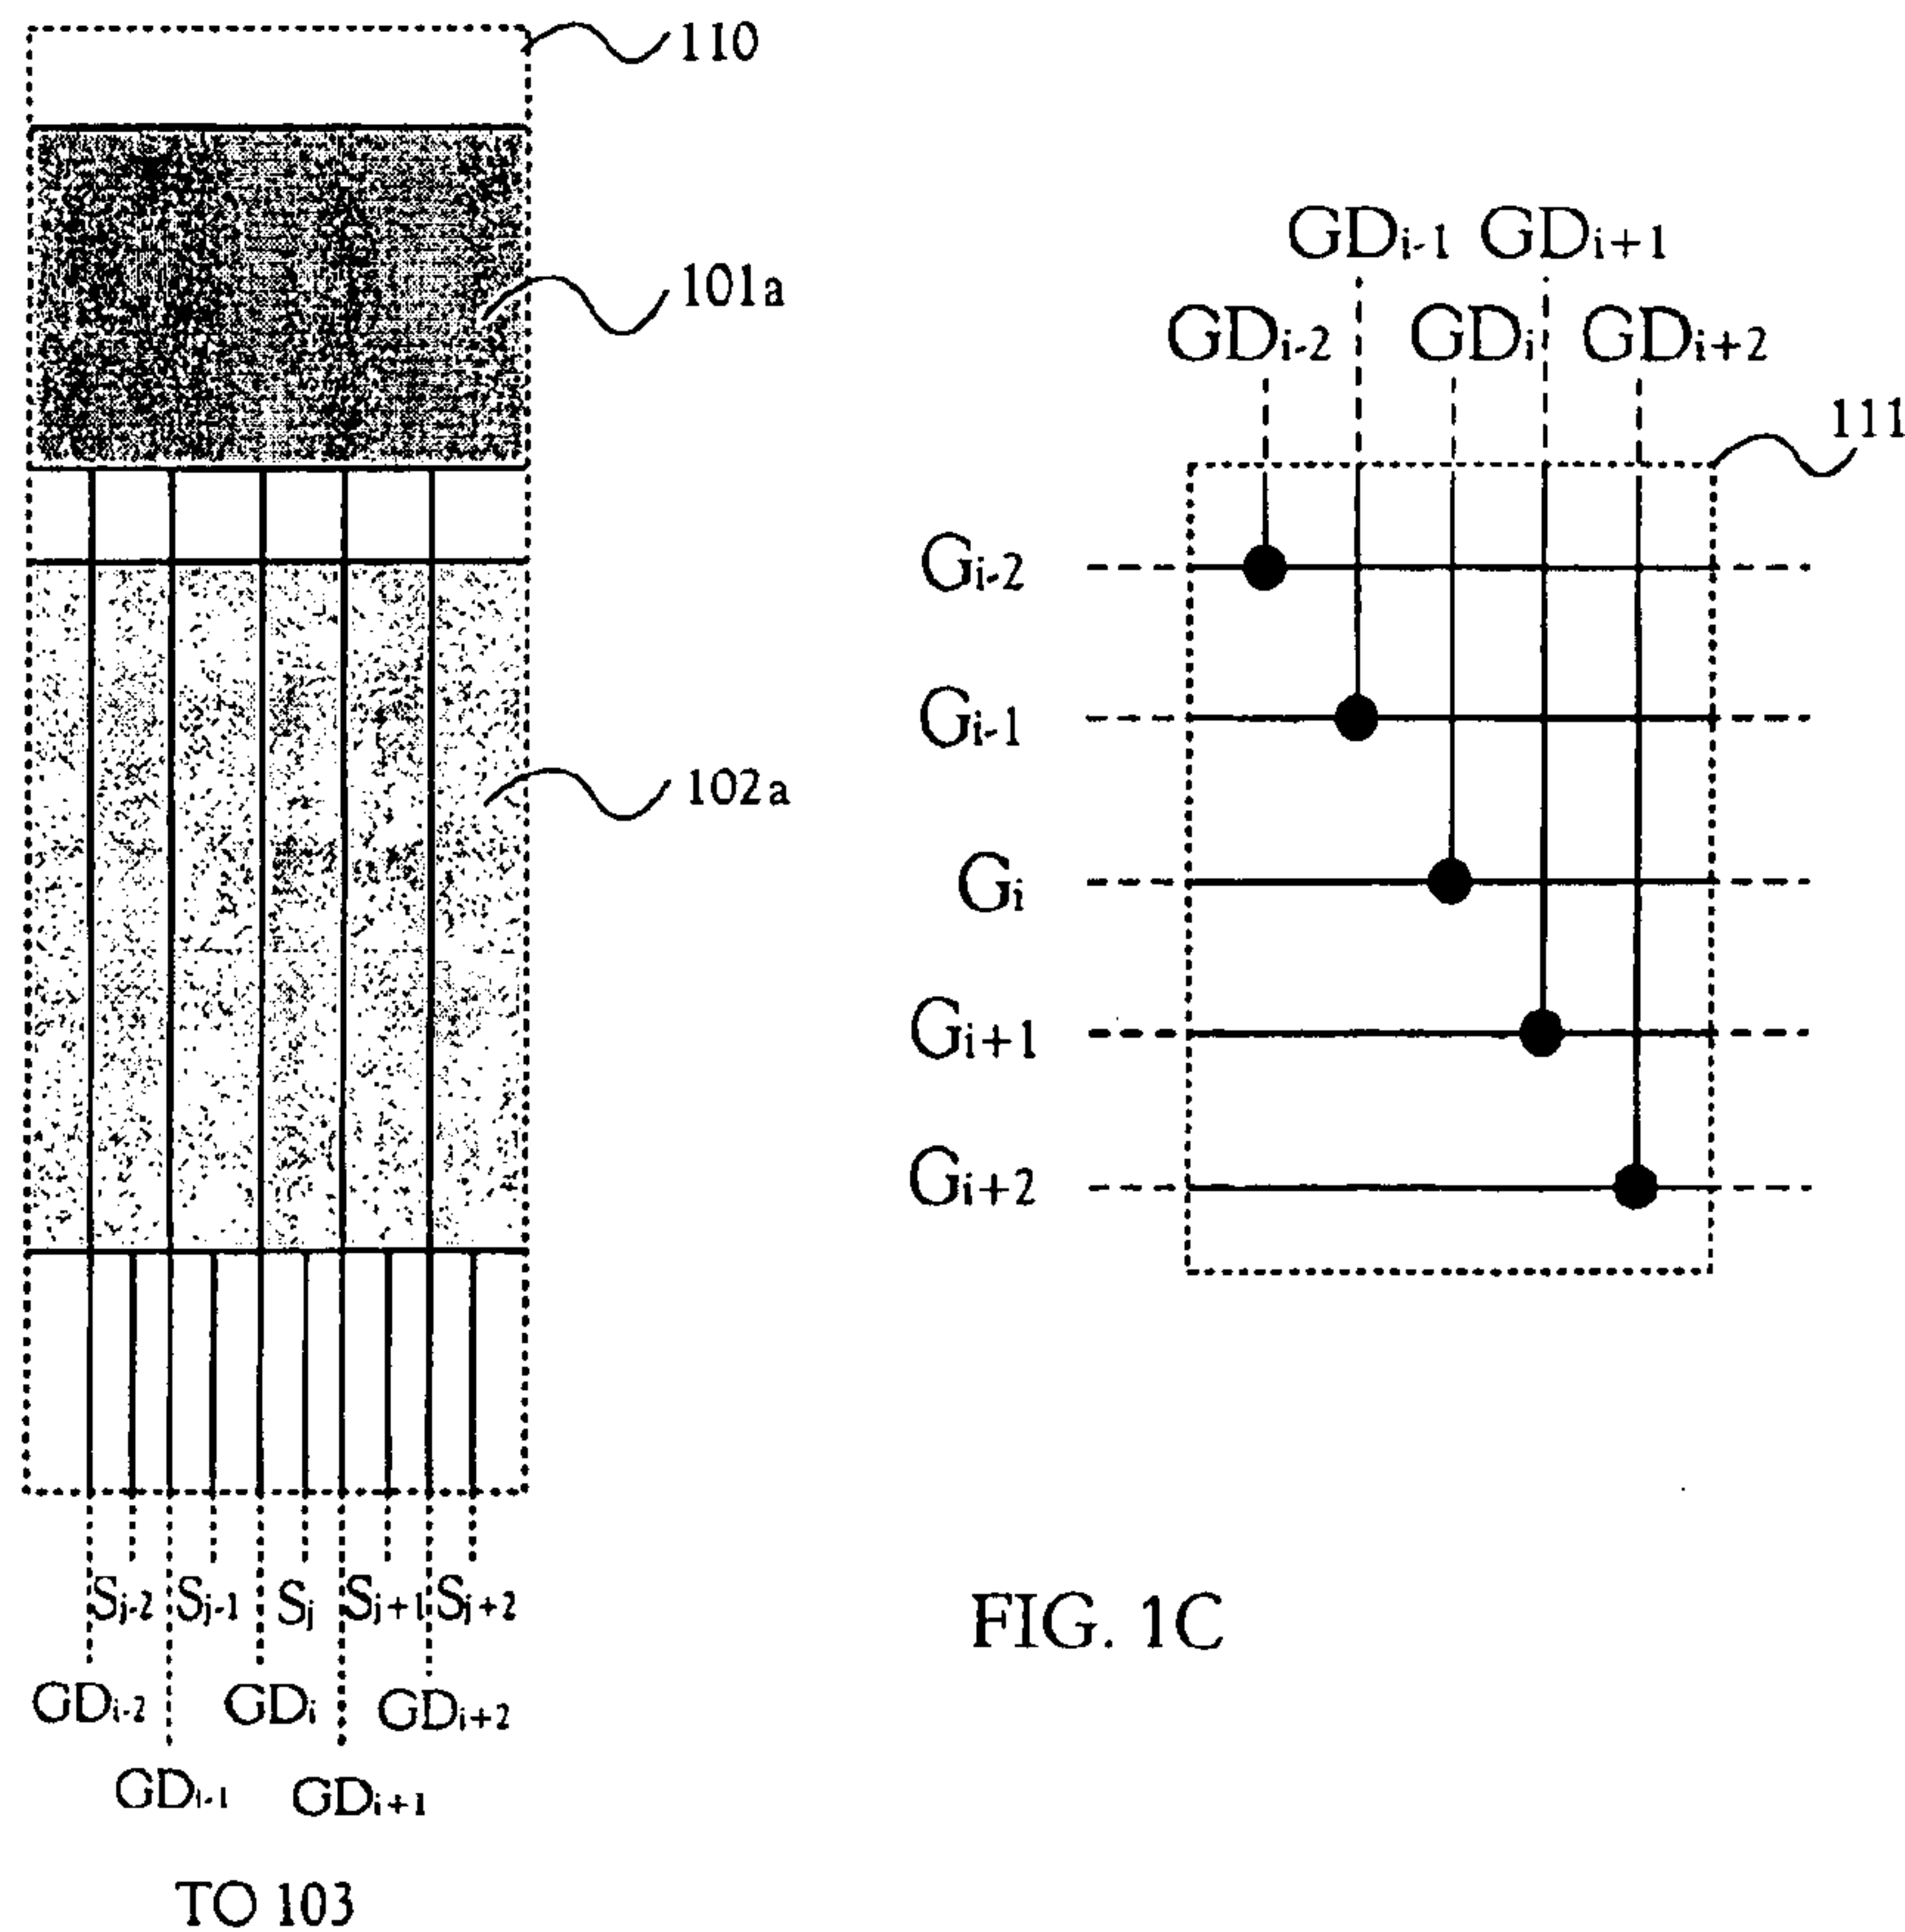 110
101a
102a
GDi-1 GDi+1
GDi-2 GDi GDi+2
111
Gi-2
Gi-1
Gi
Gi+1
Gi+2
Sj-2 Sj-1 Sj Sj+1 Sj+2
GDi-2 GDi GDi+2
GDi-1 GDi+1
TO 103
FIG. 1C